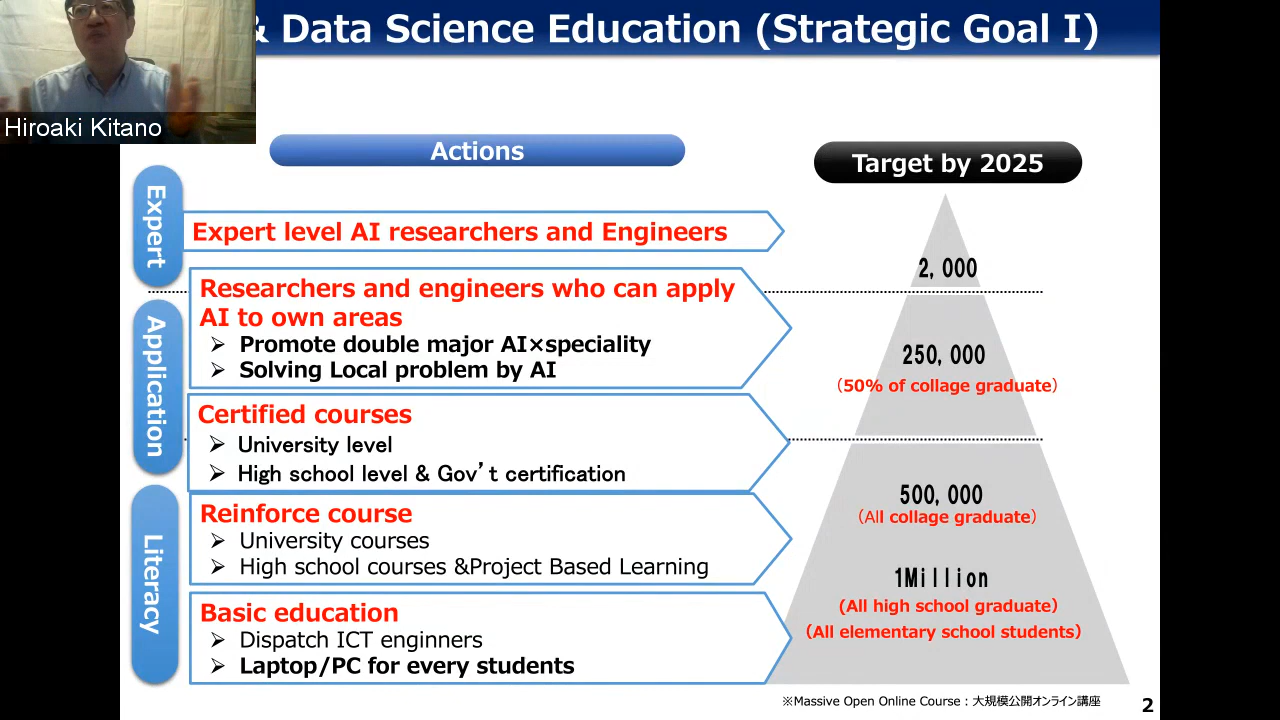 & Data Science Education (Strategic Goal I)
Hiroaki Kitano
Actions
Target by 2025
Expert
Expert level AI researchers and Engineers
2,000
Application
Researchers and engineers who can apply
AI to own areas
➢ Promote double major AI×speciality
➢ Solving Local problem by AI
250,000
(50% of collage graduate)
Certified courses
➢ University level
➢ High school level & Gov't certification
Literacy
Reinforce course
➢ University courses
➢ High school courses &Project Based Learning
500,000
(All collage graduate)
1Million
(All high school graduate)
(All elementary school students)
Basic education
➢ Dispatch ICT enginners
➢ Laptop/PC for every students
※Massive Open Online Course：大規模公開オンライン講座
2